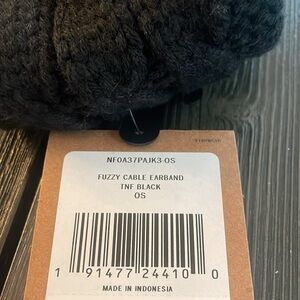 NF0A37PAJK3-OS
FUZZY CABLE EARBAND
TNF BLACK
OS
1 91477 24410 0
MADE IN INDONESIA